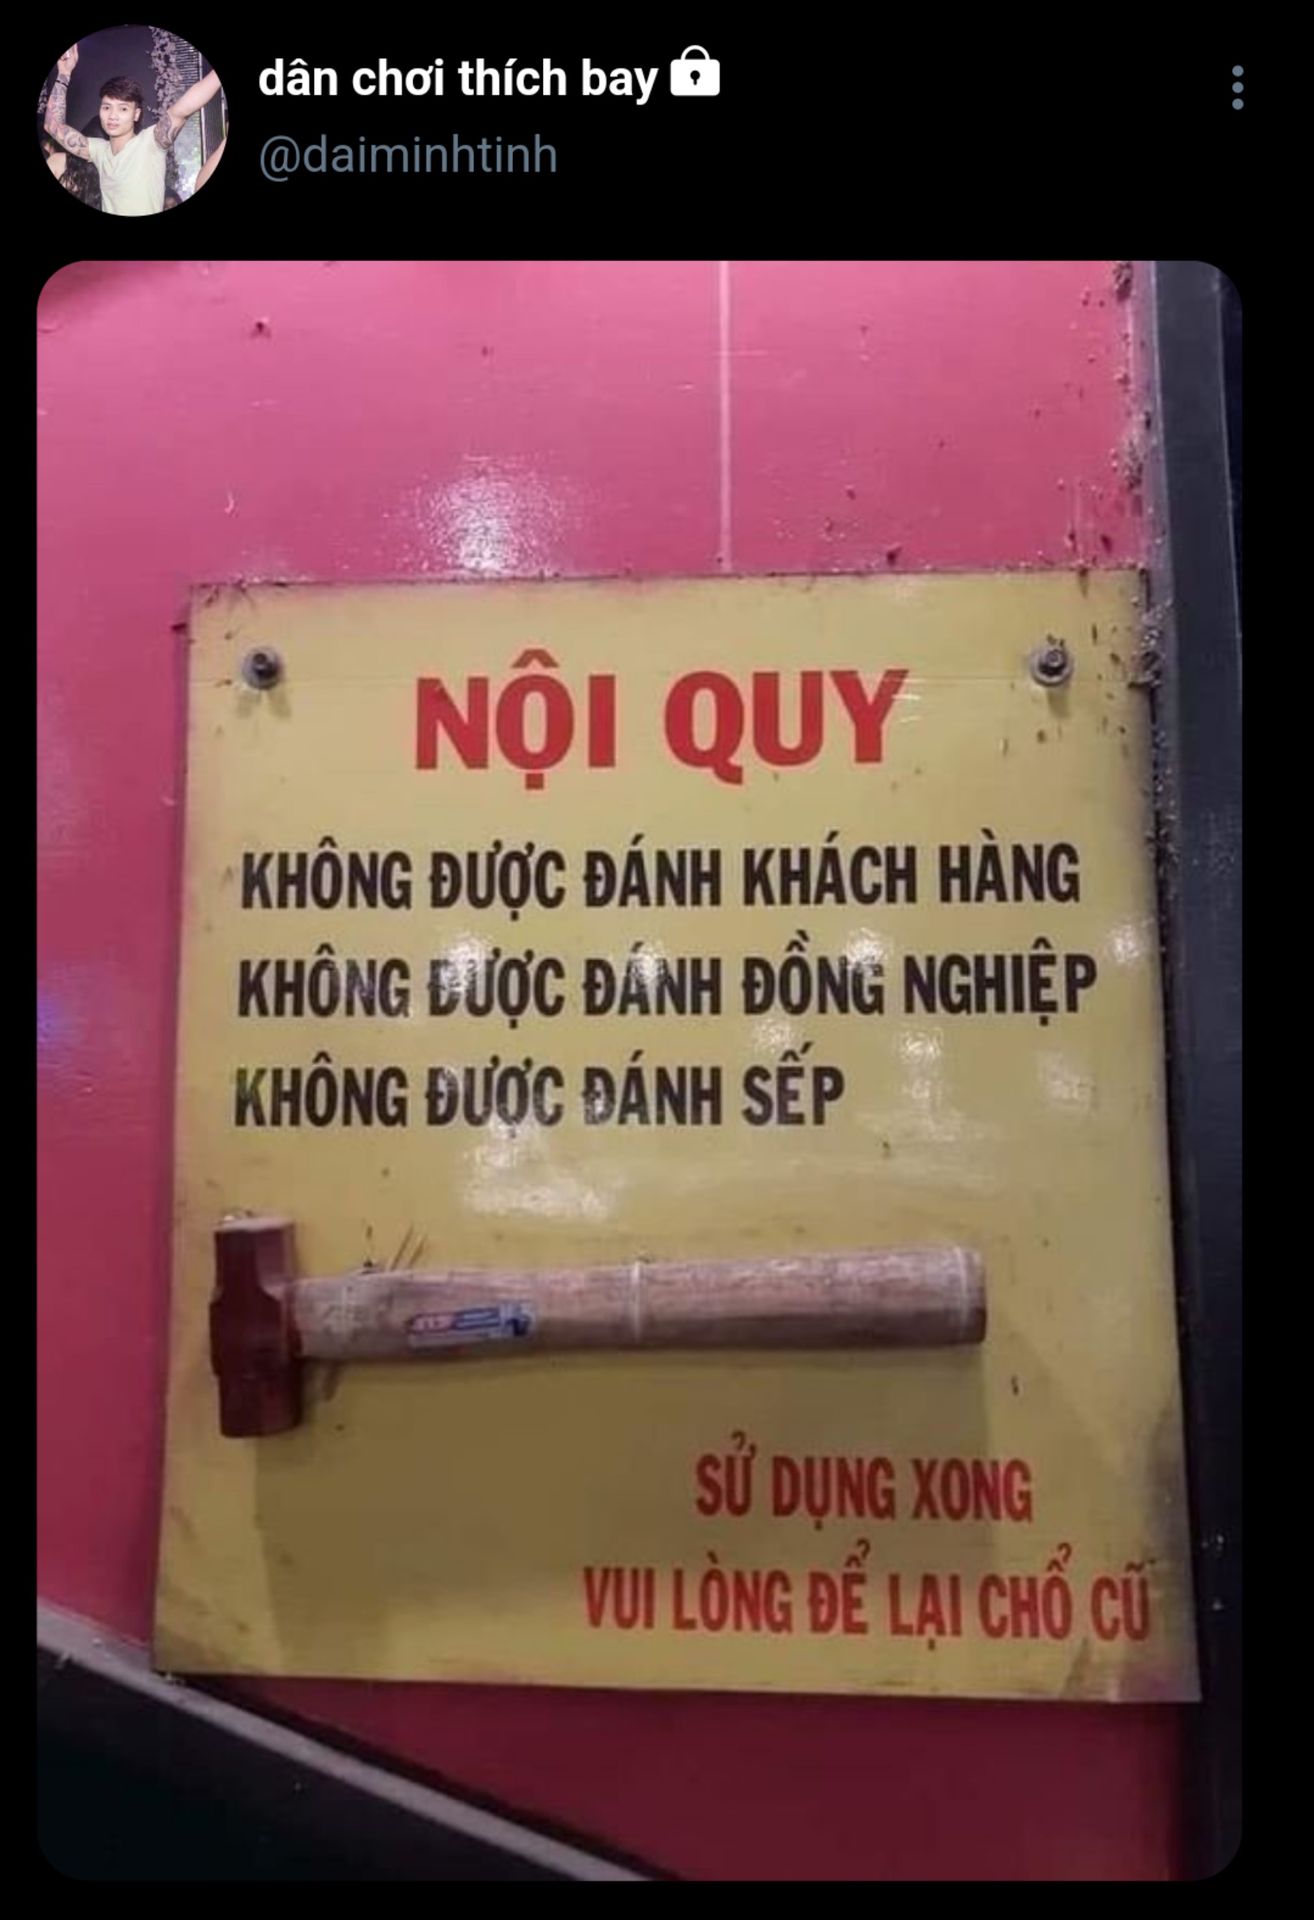 dân chơi thích bay
@daiminhtinh
NỘI QUY
KHÔNG ĐƯỢC ĐÁNH KHÁCH HÀNG
KHÔNG ĐƯỢC ĐÁNH ĐỒNG NGHIỆP
KHÔNG ĐƯỢC ĐÁNH SẾP
SỬ DỤNG XONG
VUI LÒNG ĐỂ LẠI CHỔ CŨ